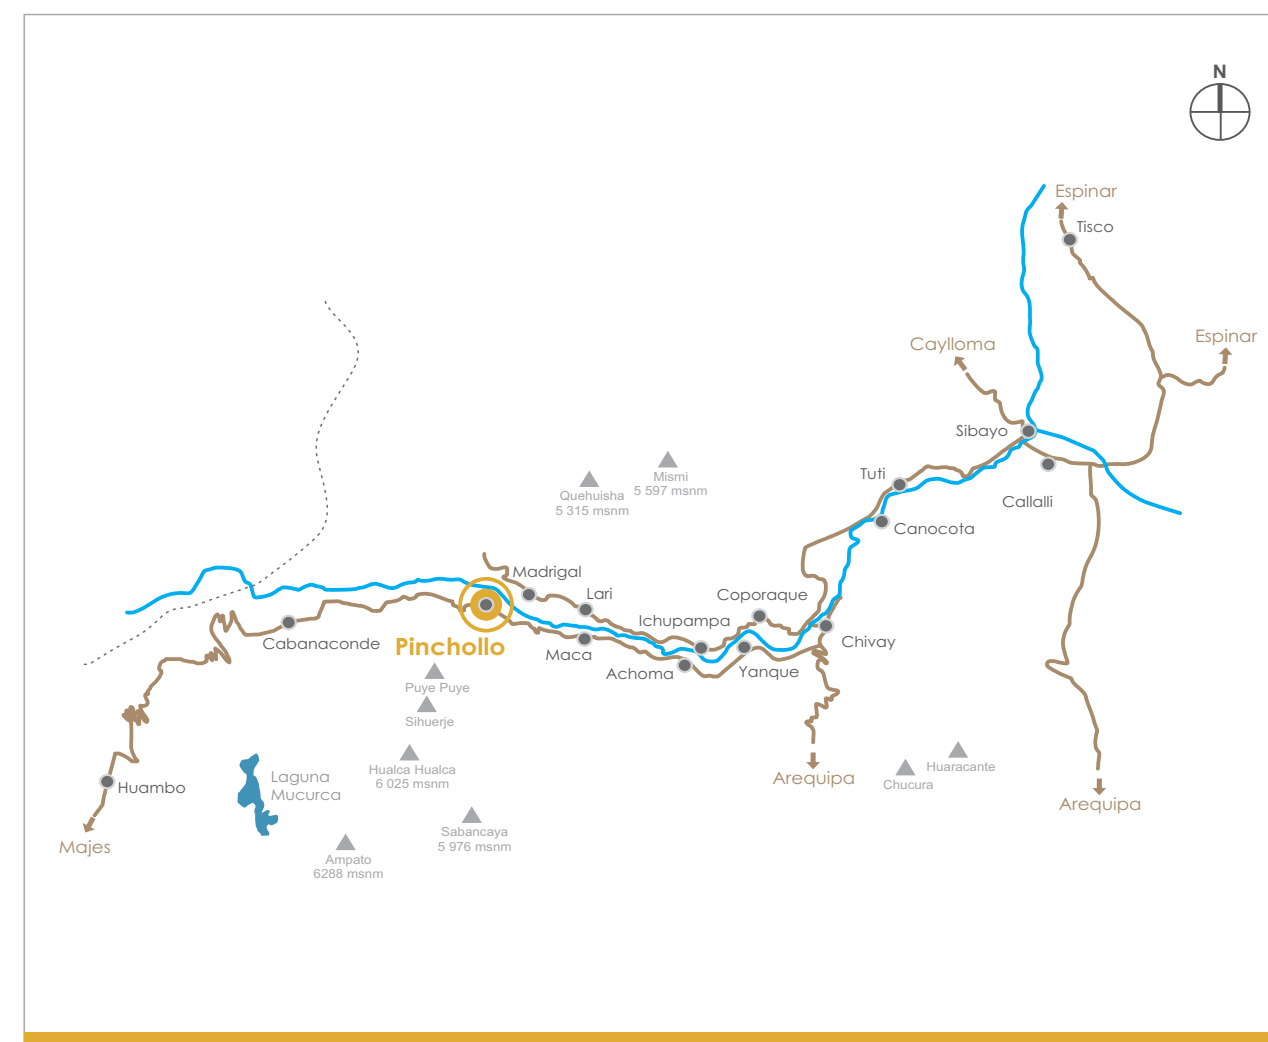 N
Espinar
Tisco
Espinar
Caylloma
Sibayo
Mismi
5 597 msnm
Quehuisha
5 315 msnm
Tuti
Callalli
Canocota
Madrigal
Lari
Coporaque
Ichupampa
Chivay
Cabanaconde
Pinchollo
Maca
Achoma
Yanque
Puye Puye
Sihuerje
Hualca Hualca
6 025 msnm
Huaracante
Chucura
Arequipa
Arequipa
Laguna
Mucurca
Huambo
Sabancaya
5 976 msnm
Majes
Ampato
6288 msnm